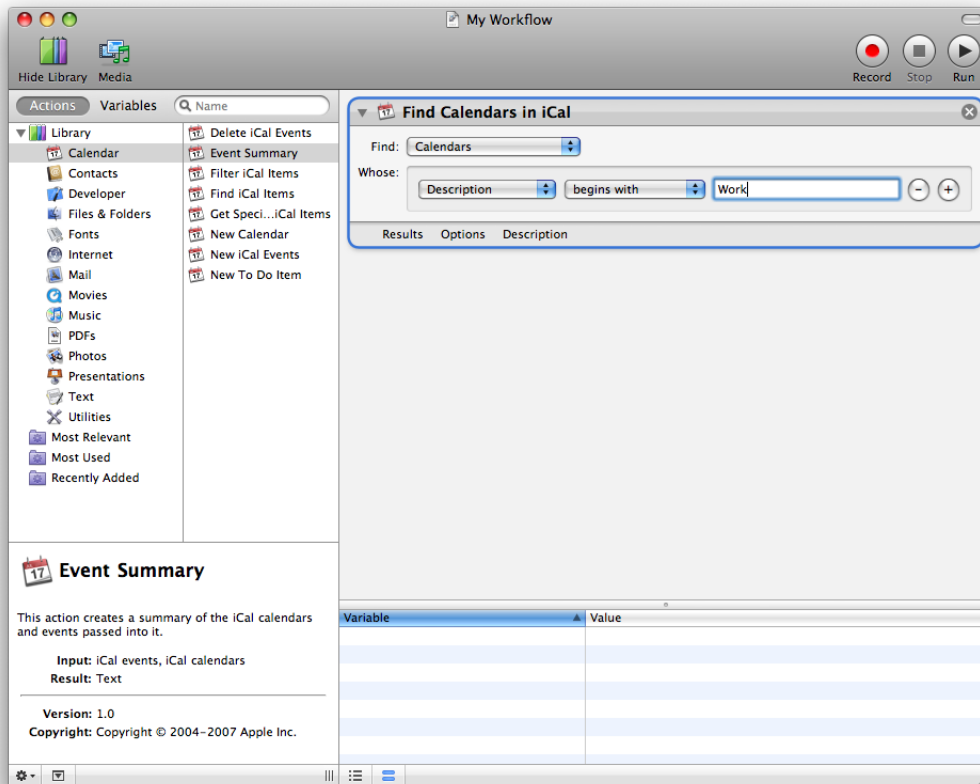 My Workflow
Hide Library
Media
Record
Stop
Run
Actions
Variables
Name
Library
Calendar
Contacts
Developer
Files & Folders
Fonts
Internet
Mail
Movies
Music
PDFs
Photos
Presentations
Text
Utilities
Most Relevant
Most Used
Recently Added
Delete iCal Events
Event Summary
Filter iCal Items
Find iCal Items
Get Speci...iCal Items
New Calendar
New iCal Events
New To Do Item
Find Calendars in iCal
Find: Calendars
Whose:
Description begins with Work
Results Options Description
17 Event Summary
This action creates a summary of the iCal calendars
and events passed into it.
Input: iCal events, iCal calendars
Result: Text
Version: 1.0
Copyright: Copyright © 2004-2007 Apple Inc.
Variable Value